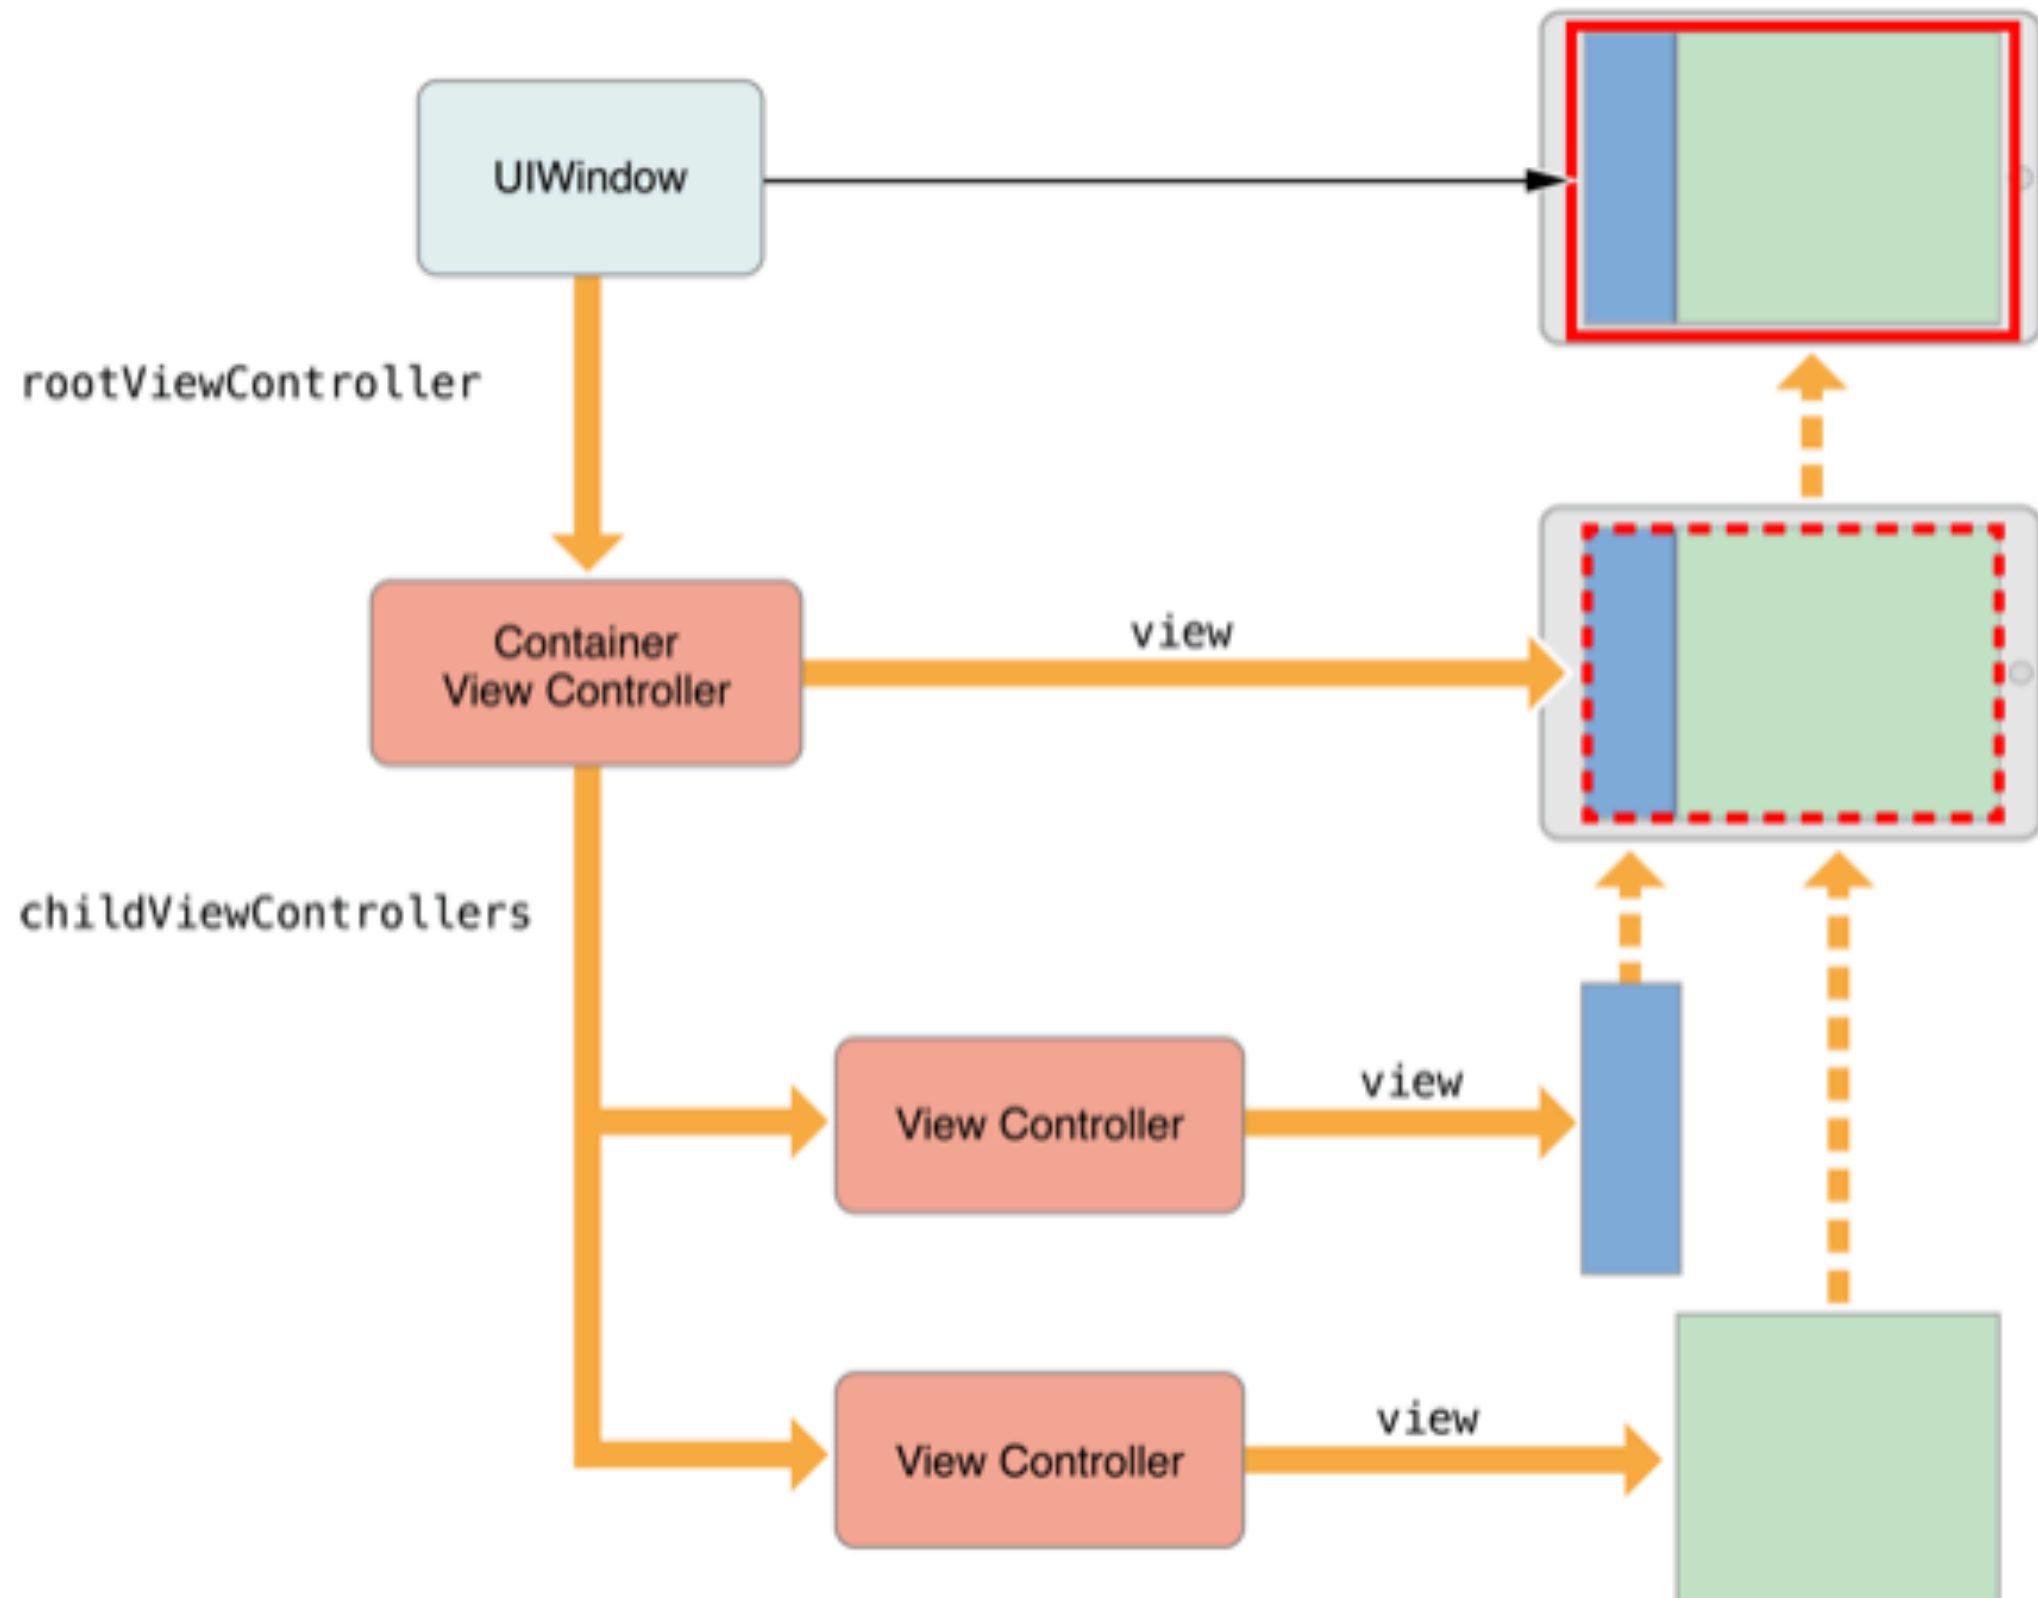 UIWindow
rootViewController
Container
View Controller
view
childViewControllers
View Controller
view
View Controller
view